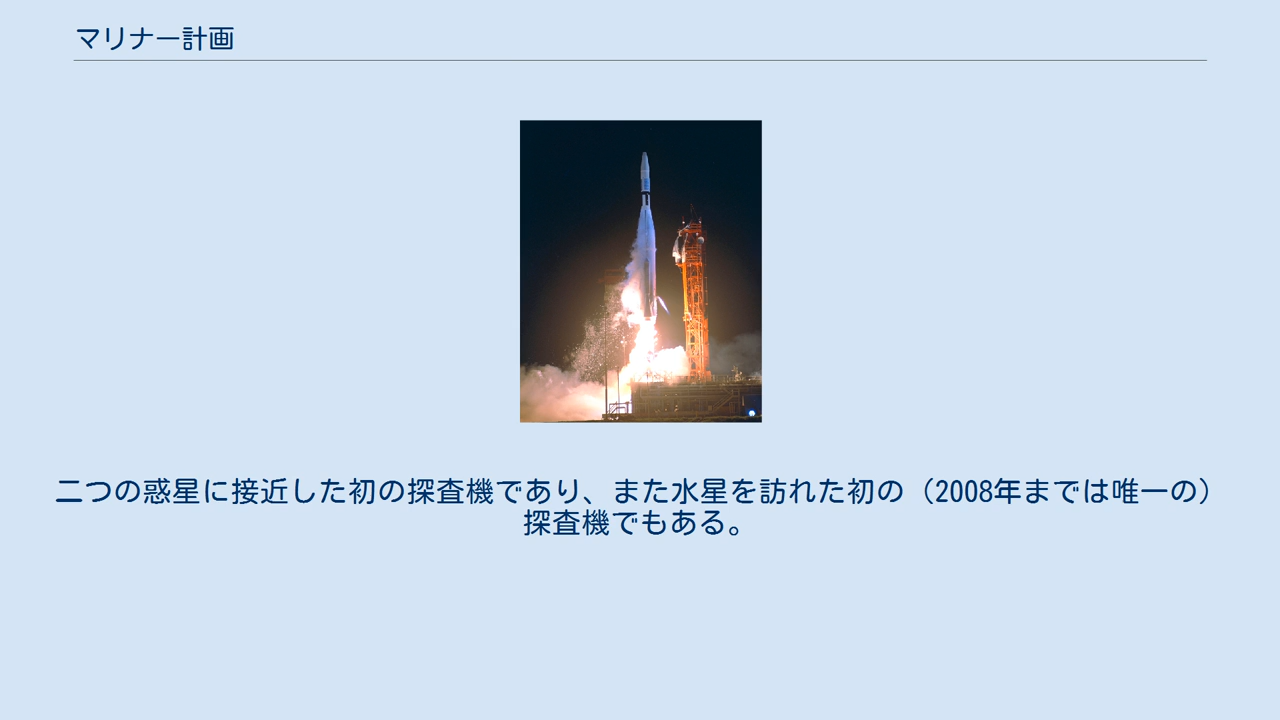 マリナー計画
二つの惑星に接近した初の探査機であり、また水星を訪れた初の（2008年までは唯一の）
探査機でもある。